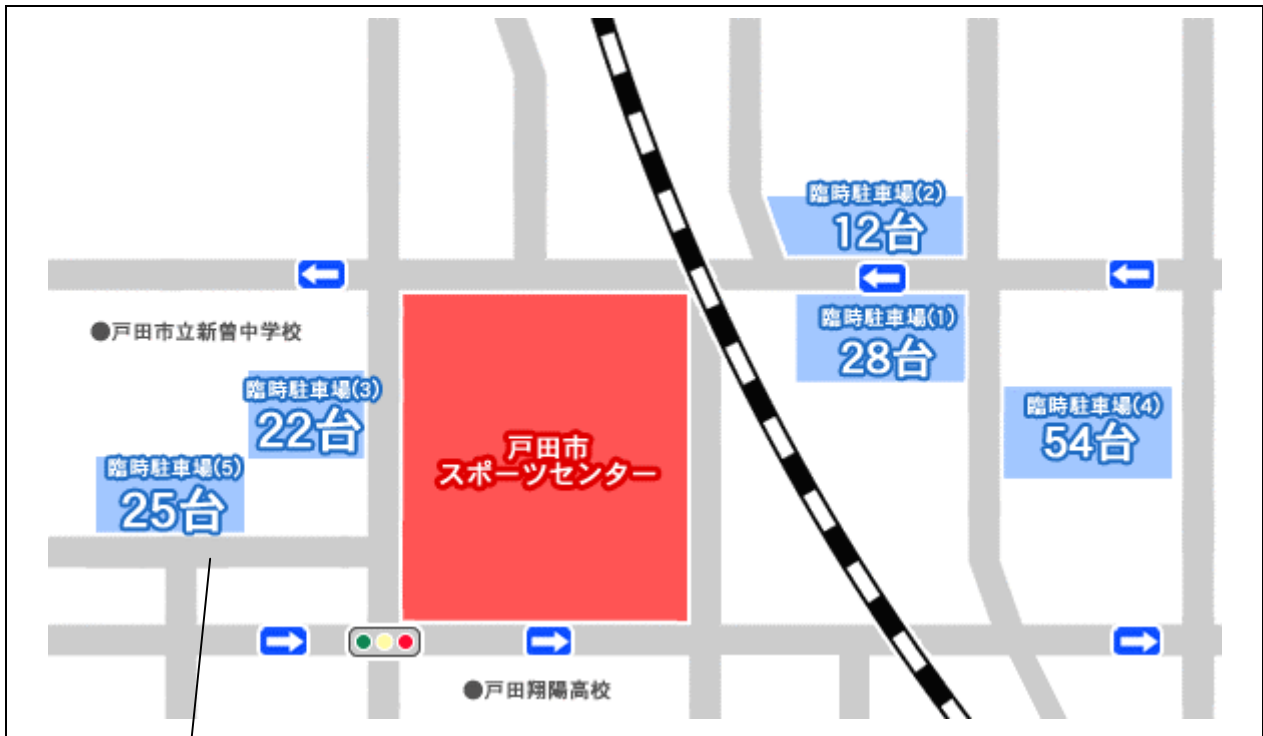 臨時駐車場(2)
12台
●戸田市立新曽中学校
臨時駐車場(1)
28台
臨時駐車場(3)
22台
臨時駐車場(4)
54台
戸田市
スポーツセンター
臨時駐車場(5)
25台
●戸田翔陽高校